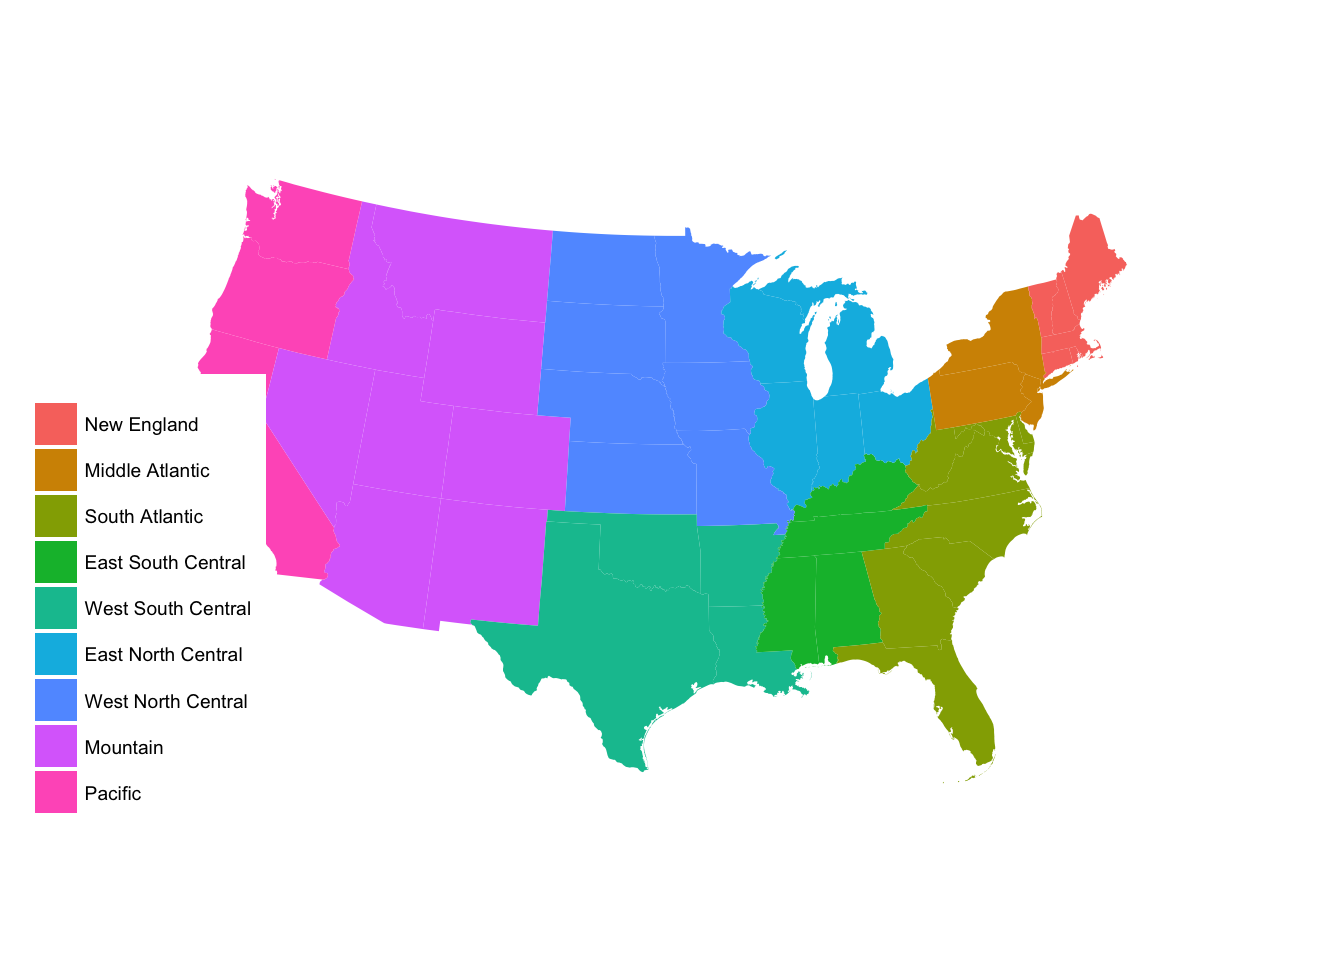 New England
Middle Atlantic
South Atlantic
East South Central
West South Central
East North Central
West North Central
Mountain
Pacific